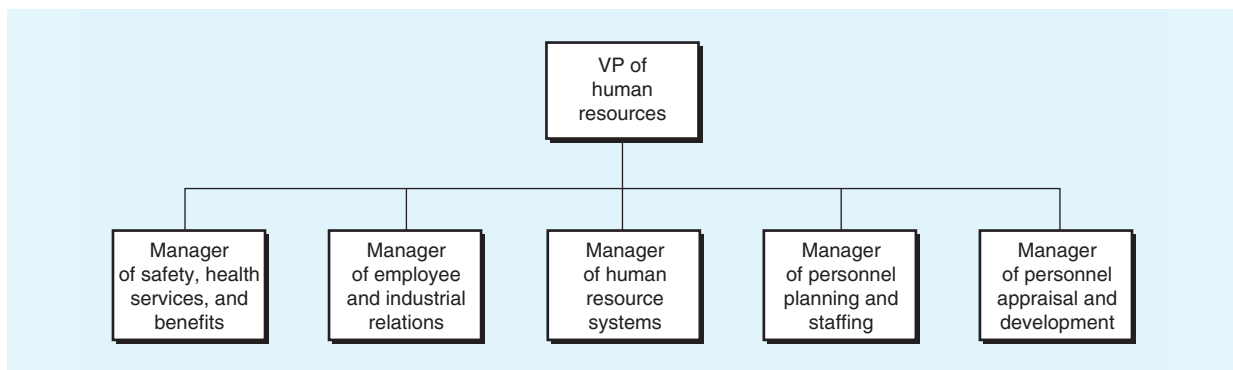 VP of
human
resources
Manager
of safety, health
services, and
benefits
Manager
of employee
and industrial
relations
Manager
of human
resource
systems
Manager
of personnel
planning and
staffing
Manager
of personnel
appraisal and
development